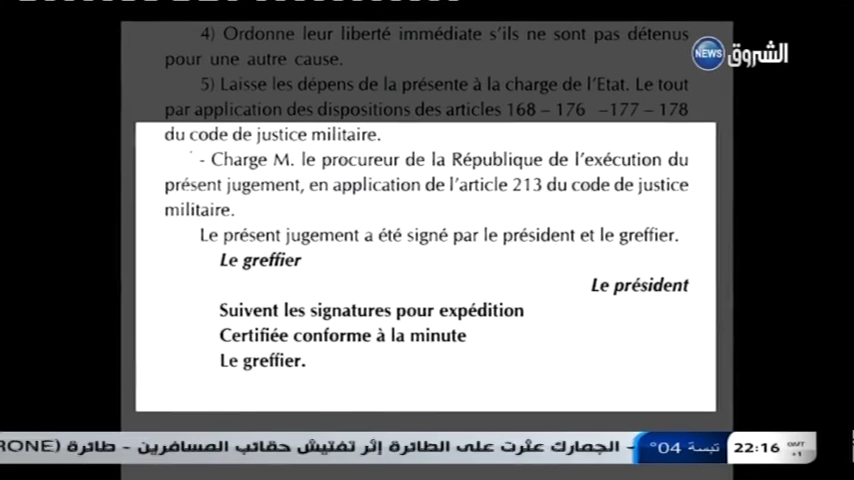 4) Ordonne leur liberté immédiate s'ils ne sont pas détenus
pour une autre cause.
5) Laisse les dépens de la présente à la charge de l'Etat. Le tout
par application des dispositions des articles 168 – 176 –177 – 178
du code de justice militaire.
- Charge M. le procureur de la République de l'exécution du
présent jugement, en application de l'article 213 du code de justice
militaire.
Le présent jugement a été signé par le président et le greffier.
Le greffier
Le président
Suivent les signatures pour expédition
Certifiée conforme à la minute
Le greffier.
NEWS الشروق
RONE) الجمارك عثرت على الطائرة إثر تفتيش حقائب المسافرين - طائرة -
تبسة 04°
22:16 GMT +1